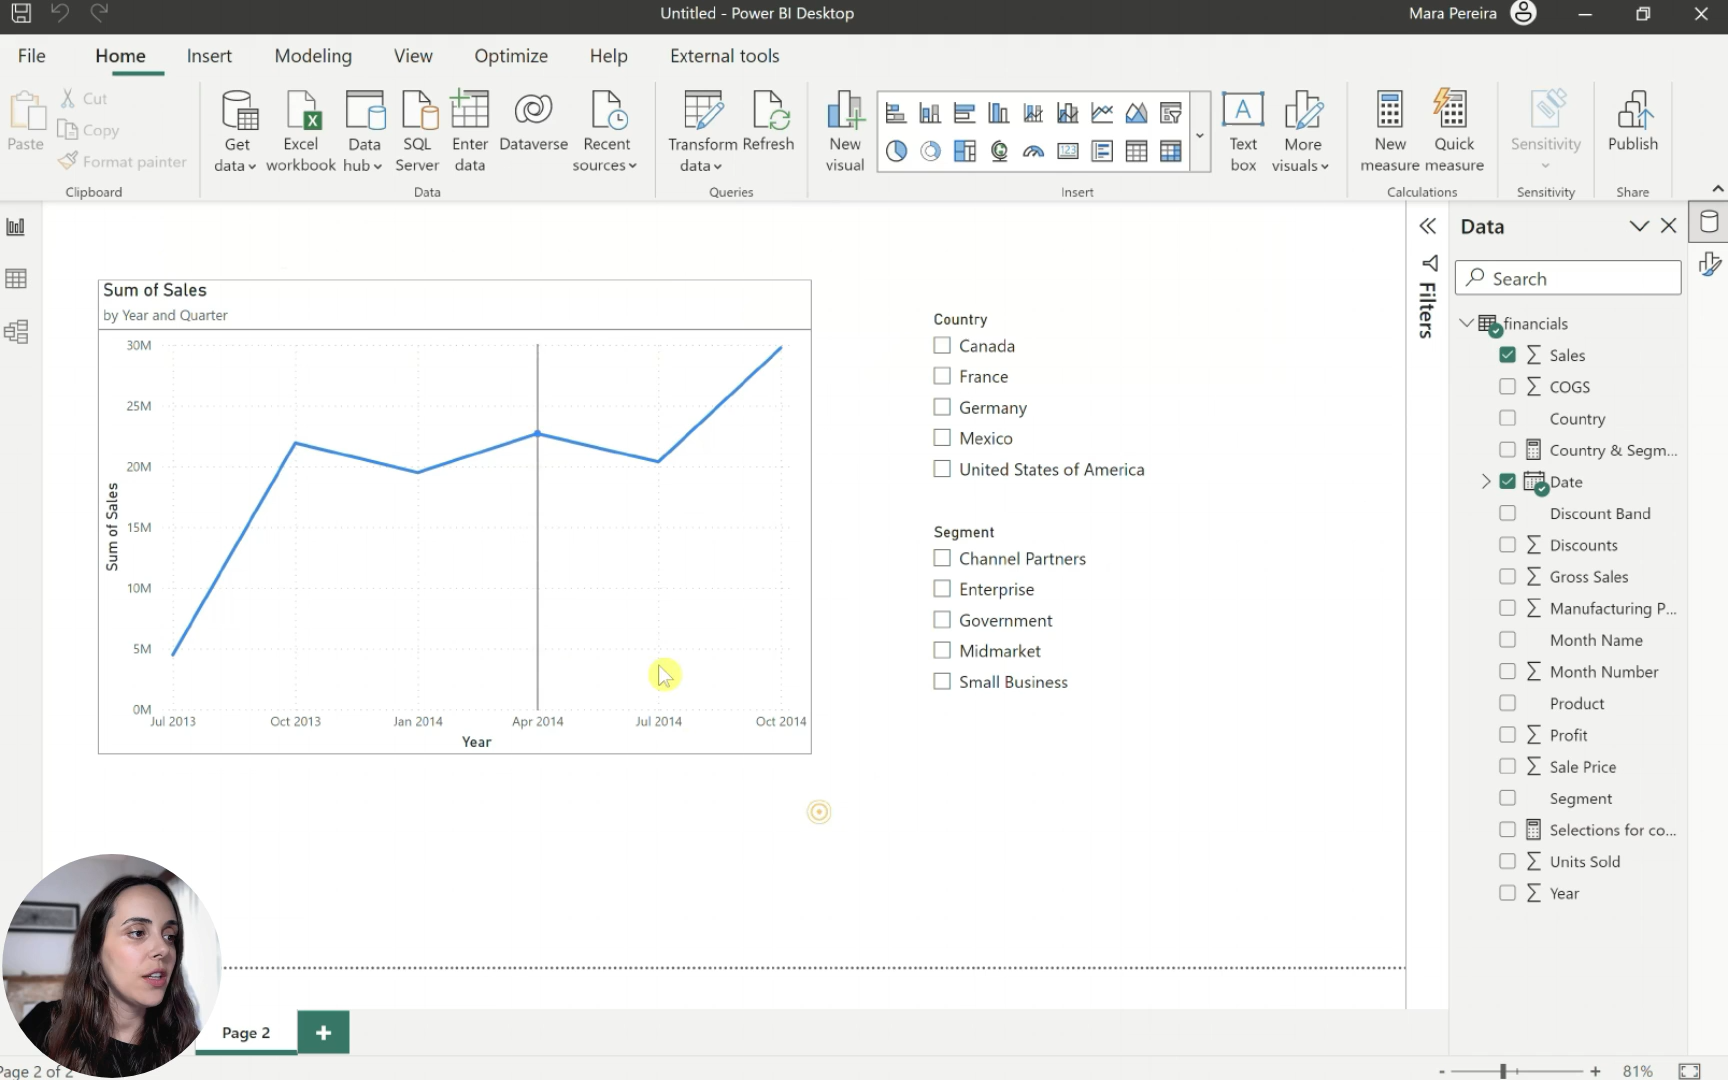 Untitled - Power BI Desktop
Mara Pereira
File
Home
Insert
Modeling
View
Optimize
Help
External tools
Paste
Cut
Copy
Format painter
Clipboard
Get data
Excel workbook
Data hub
SQL Server
Enter data
Dataverse
Recent sources
Data
Transform data
Refresh
Queries
New visual
123
A
Text box
More visuals
Insert
New measure
Quick measure
Calculations
Sensitivity
Sensitivity
Publish
Share
Sum of Sales
by Year and Quarter
30M
25M
20M
15M
10M
5M
0M
Sum of Sales
Jul 2013
Oct 2013
Jan 2014
Apr 2014
Jul 2014
Oct 2014
Year
Country
Canada
France
Germany
Mexico
United States of America
Segment
Channel Partners
Enterprise
Government
Midmarket
Small Business
Filters
Data
Search
financials
Sales
COGS
Country
Country & Segm...
Date
Discount Band
Discounts
Gross Sales
Manufacturing P...
Month Name
Month Number
Product
Profit
Sale Price
Segment
Selections for co...
Units Sold
Year
Page 2
Page 2 of 2
- + 81%